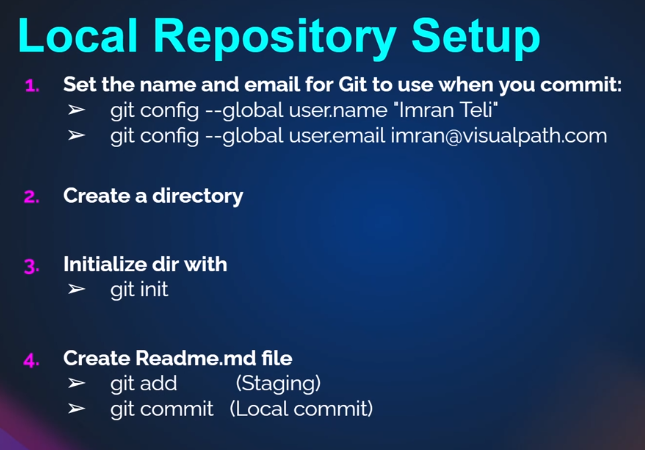 Local Repository Setup
1. Set the name and email for Git to use when you commit:
➢ git config --global user.name "Imran Teli"
➢ git config --global user.email imran@visualpath.com
2. Create a directory
3. Initialize dir with
➢ git init
4. Create Readme.md file
➢ git add (Staging)
➢ git commit (Local commit)